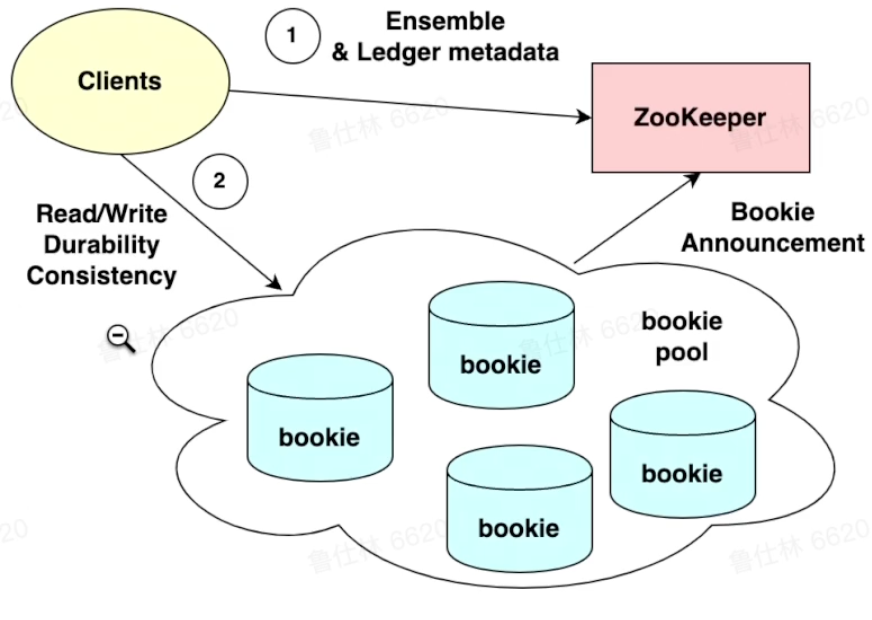 Clients
1
Ensemble
& Ledger metadata
ZooKeeper
2
Read/Write
Durability
Consistency
Bookie
Announcement
bookie
pool
bookie
bookie
bookie
bookie
鲁仕林 6620
鲁仕林 6620
鲁仕林 6620
鲁仕林 6620
鲁仕林 6620
鲁仕林 6620
20
20